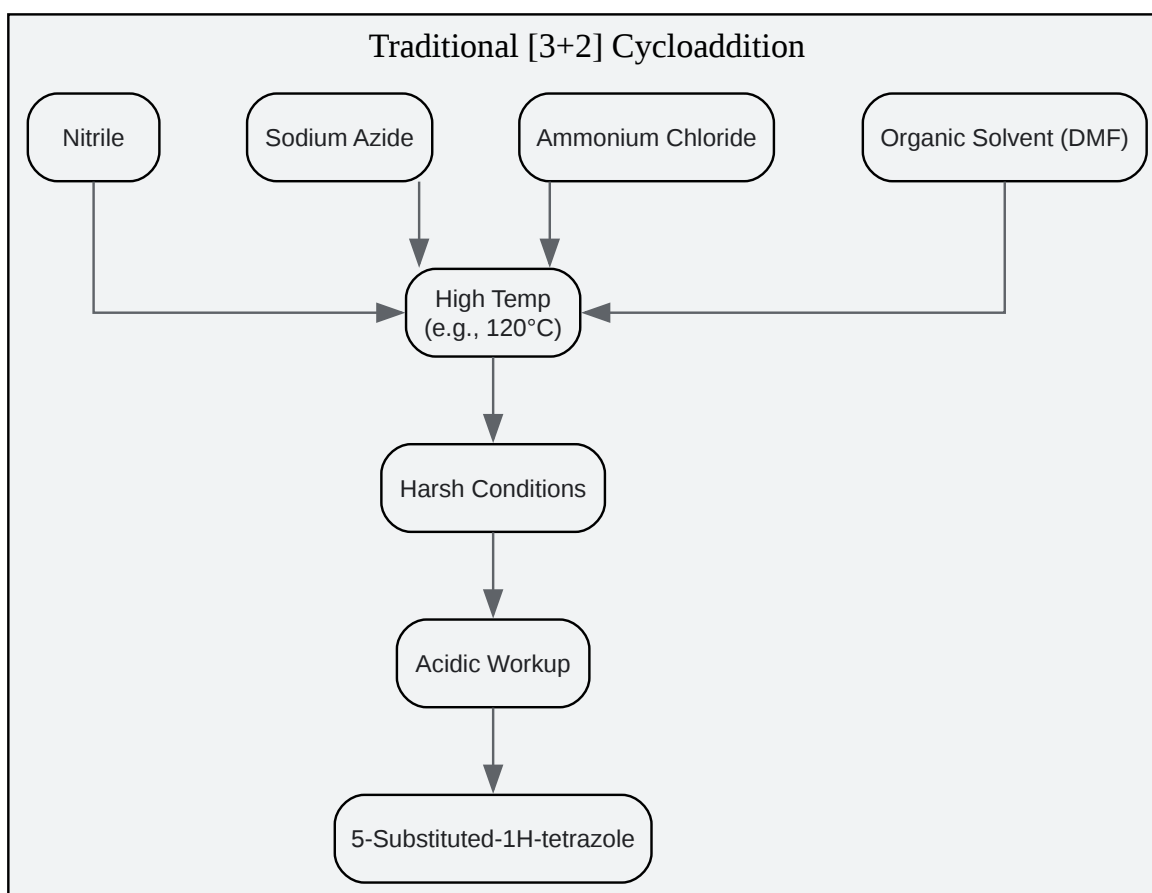 Traditional [3+2] Cycloaddition
Nitrile
Sodium Azide
Ammonium Chloride
Organic Solvent (DMF)
High Temp
(e.g., 120°C)
Harsh Conditions
Acidic Workup
5-Substituted-1H-tetrazole